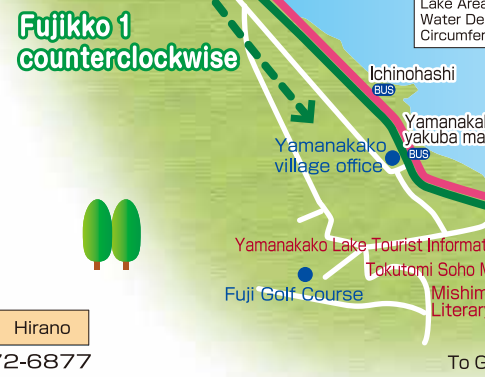 Lake Area
Water De
Circumfer
Fujikko 1
counterclockwise
Ichinohashi
BUS
Yamanakak
yakuba ma
BUS
Yamanakako
village office
Yamanakako Lake Tourist Informat
Tokutomi Soho M
Fuji Golf Course
Mishim
Literar
Hirano
72-6877
To G